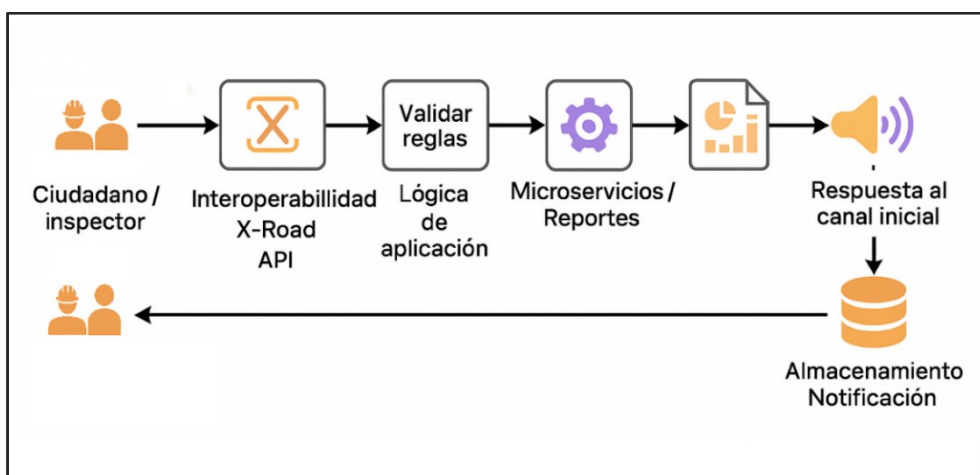 Ciudadano /
inspector
Interoperabillidad
X-Road
API
Validar
reglas
Lógica
de
aplicación
Microservicios /
Reportes
Respuesta al
canal inicial
Almacenamiento
Notificación